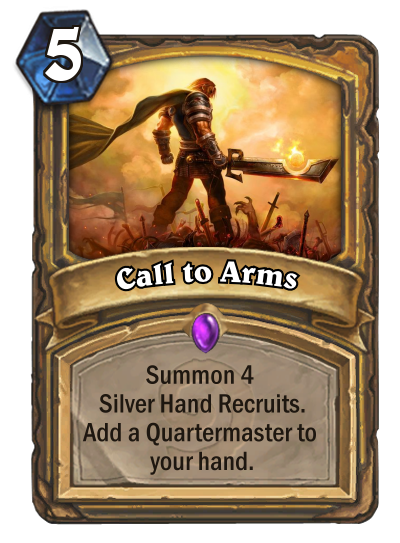 5
Call to Arms
Summon 4
Silver Hand Recruits.
Add a Quartermaster to
your hand.